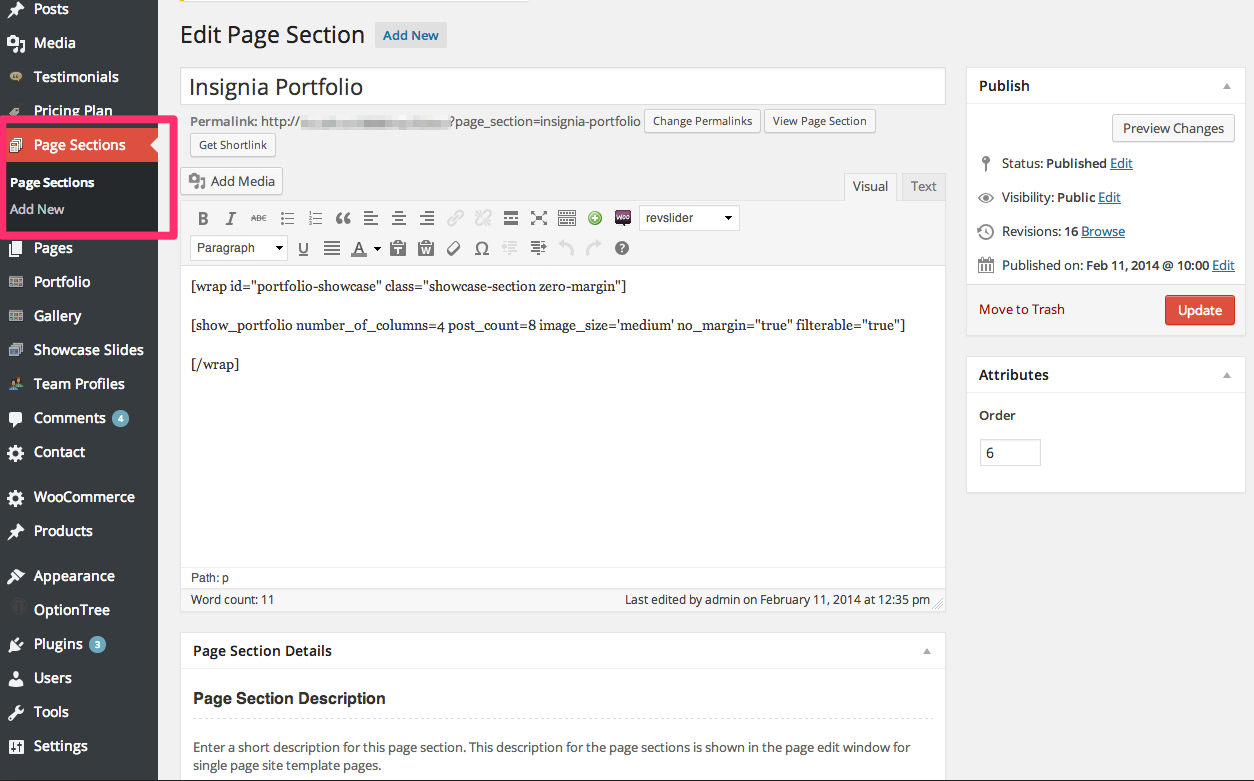 Posts
Media
Testimonials
Pricing Plan
Page Sections
Page Sections
Add New
Pages
Portfolio
Gallery
Showcase Slides
Team Profiles
Comments 4
Contact
WooCommerce
Products
Appearance
OptionTree
Plugins 3
Users
Tools
Settings
Edit Page Section Add New
Insignia Portfolio
Permalink: http:// ?page_section=insignia-portfolio Change Permalinks View Page Section
Get Shortlink
Add Media
Visual Text
B I ABC Woo revslider
Paragraph U A T W Ω ?
[wrap id="portfolio-showcase" class="showcase-section zero-margin"]
[show_portfolio number_of_columns=4 post_count=8 image_size='medium' no_margin="true" filterable="true"]
[/wrap]
Path: p
Word count: 11 Last edited by admin on February 11, 2014 at 12:35 pm
Page Section Details
Page Section Description
Enter a short description for this page section. This description for the page sections is shown in the page edit window for
single page site template pages.
Publish
Preview Changes
Status: Published Edit
Visibility: Public Edit
Revisions: 16 Browse
Published on: Feb 11, 2014 @ 10:00 Edit
Move to Trash Update
Attributes
Order
6